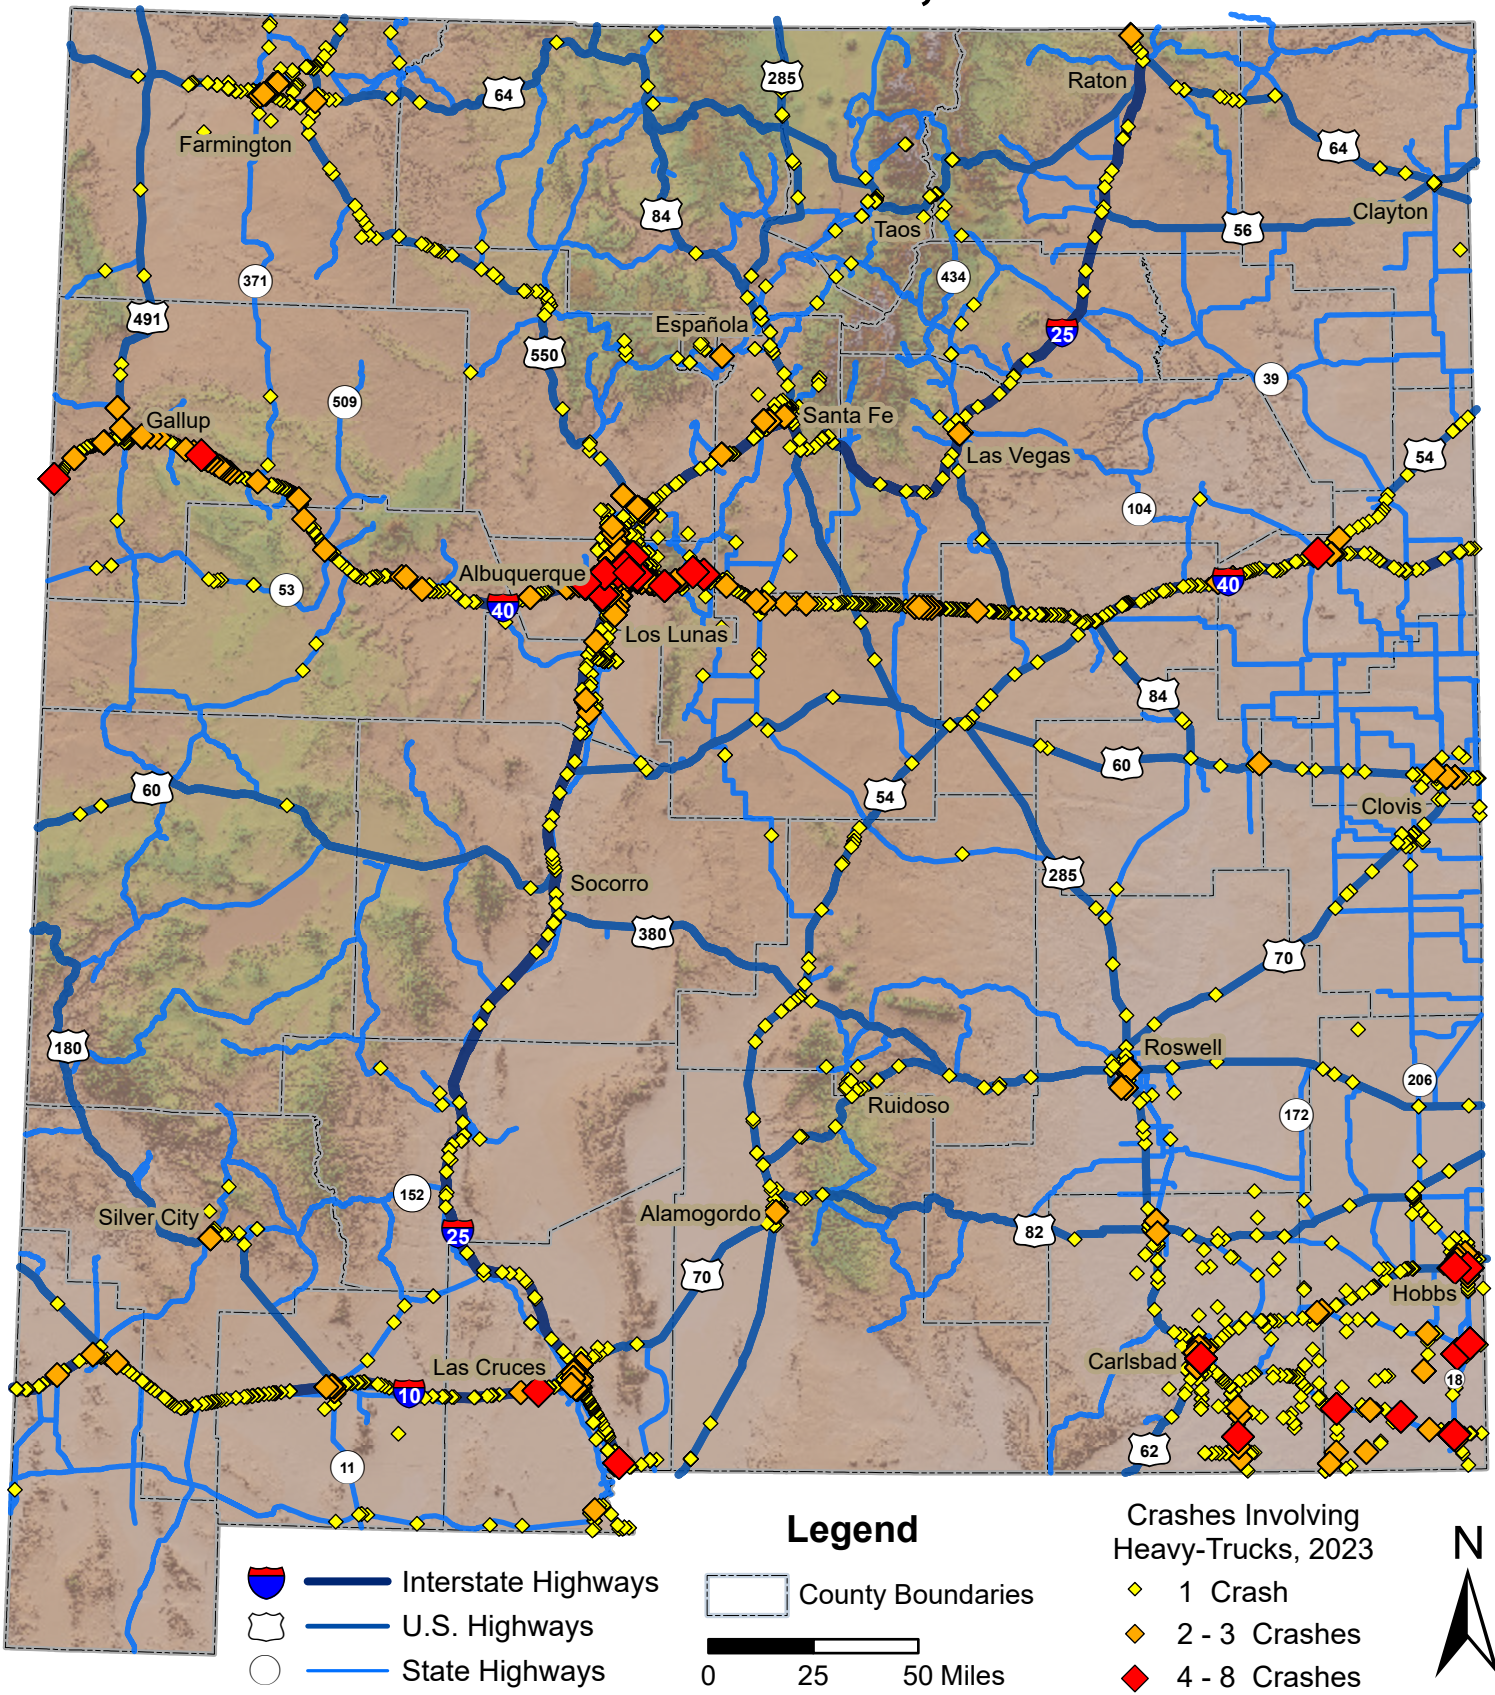 285
Raton
64
Farmington
64
84
Clayton
Taos
56
371
434
491
Española
25
550
39
509
Gallup
Santa Fe
Las Vegas
54
104
Albuquerque
53
40
40
Los Lunas
84
60
60
54
Clovis
285
Socorro
380
70
180
Roswell
206
Ruidoso
172
152
Silver City
Alamogordo
25
82
70
Hobbs
Las Cruces
Carlsbad
10
18
62
11
Legend
Interstate Highways
U.S. Highways
State Highways
County Boundaries
0 25 50 Miles
Crashes Involving
Heavy-Trucks, 2023
1 Crash
2 - 3 Crashes
4 - 8 Crashes
N